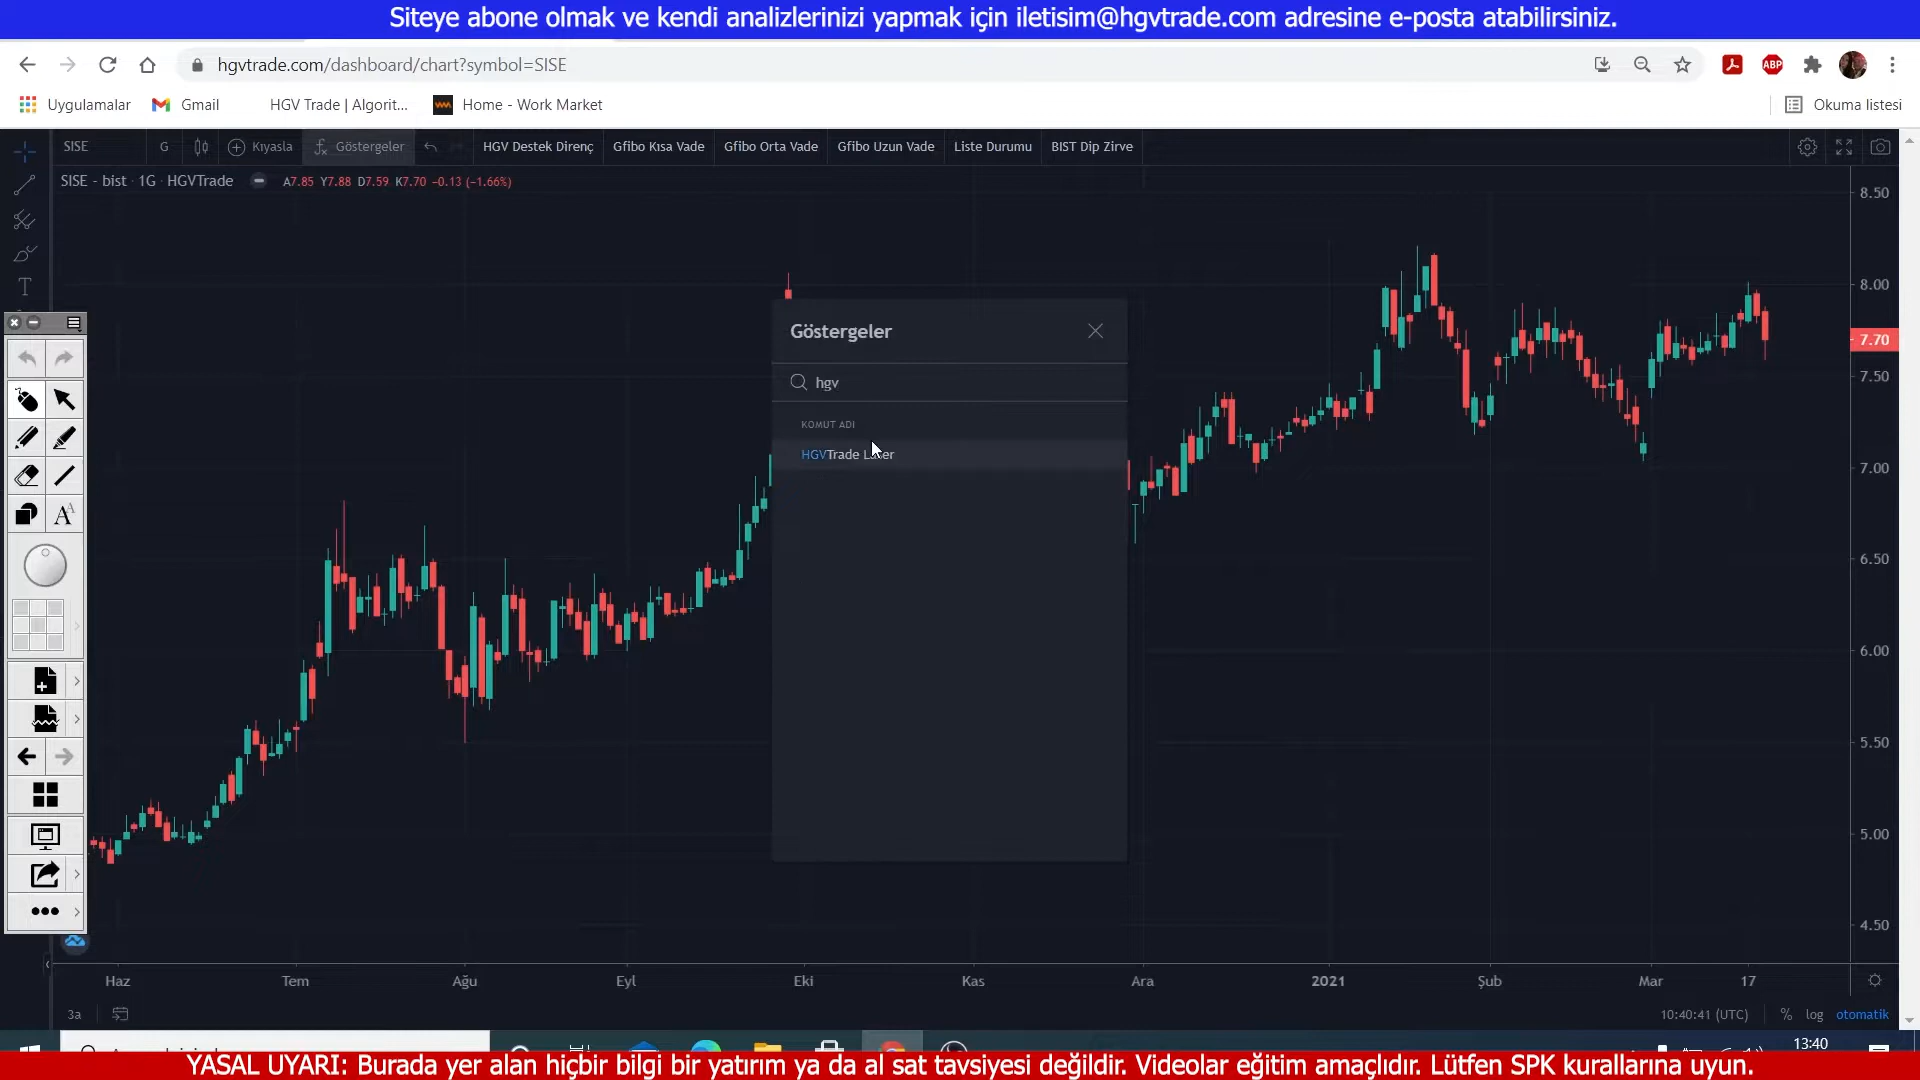 Siteye abone olmak ve kendi analizlerinizi yapmak için iletisim@hgvtrade.com adresine e-posta atabilirsiniz.
hgvtrade.com/dashboard/chart?symbol=SISE
ABP
Uygulamalar Gmail HGV Trade | Algorit... Home - Work Market Okuma listesi
SISE G Kıyasla Göstergeler HGV Destek Direnç Gfibo Kısa Vade Gfibo Orta Vade Gfibo Uzun Vade Liste Durumu BIST Dip Zirve
SISE - bist · 1G · HGVTrade A7.85 Y7.88 D7.59 K7.70 −0.13 (−1.66%)
8.50
8.00
7.70
7.50
7.00
6.50
6.00
5.50
5.00
4.50
Göstergeler
hgv
KOMUT ADI
HGVTrade
Haz Tem Ağu Eyl Eki Kas Ara 2021 Şub Mar 17
3a 10:40:41 (UTC) % log otomatik
13:40
YASAL UYARI: Burada yer alan hiçbir bilgi bir yatırım ya da al sat tavsiyesi değildir. Videolar eğitim amaçlıdır. Lütfen SPK kurallarına uyun.